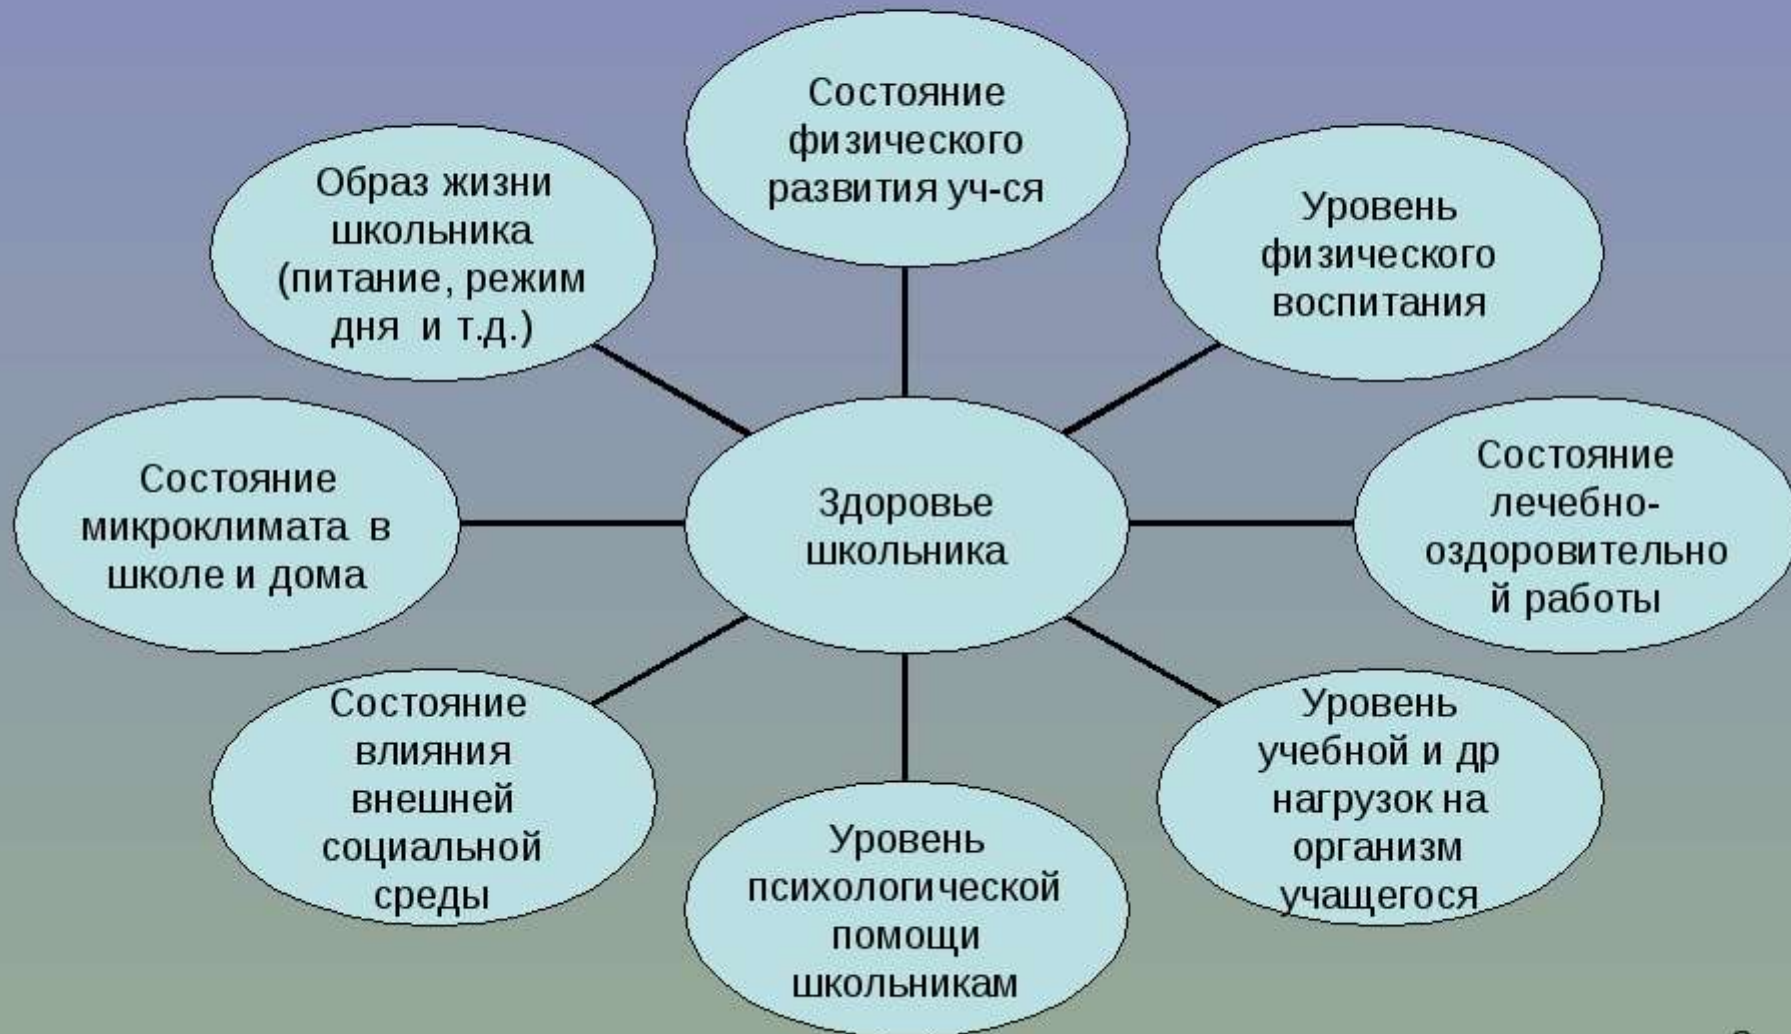 Состояние
физического
развития уч-ся
Образ жизни
школьника
(питание, режим
дня и т.д.)
Уровень
физического
воспитания
Состояние
микроклимата в
школе и дома
Здоровье
школьника
Состояние
лечебно-
оздоровительно
й работы
Состояние
влияния
внешней
социальной
среды
Уровень
психологической
помощи
школьникам
Уровень
учебной и др
нагрузок на
организм
учащегося